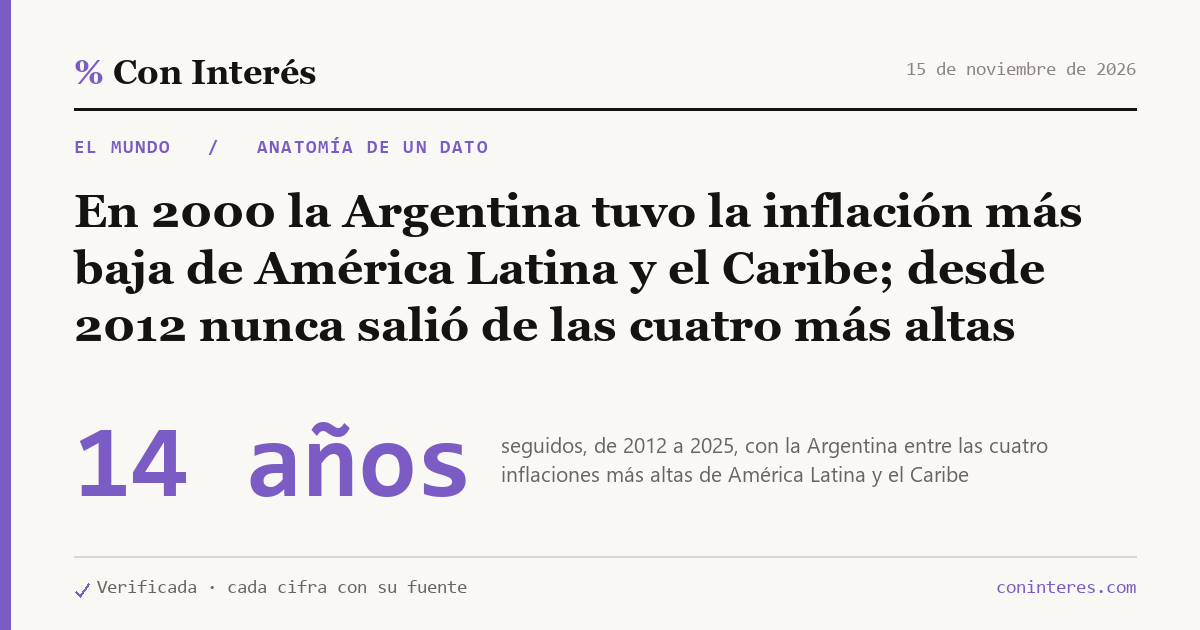 % Con Interés
15 de noviembre de 2026
EL MUNDO / ANATOMÍA DE UN DATO
En 2000 la Argentina tuvo la inflación más
baja de América Latina y el Caribe; desde
2012 nunca salió de las cuatro más altas
14 años
seguidos, de 2012 a 2025, con la Argentina entre las cuatro
inflaciones más altas de América Latina y el Caribe
✓ Verificada · cada cifra con su fuente
coninteres.com